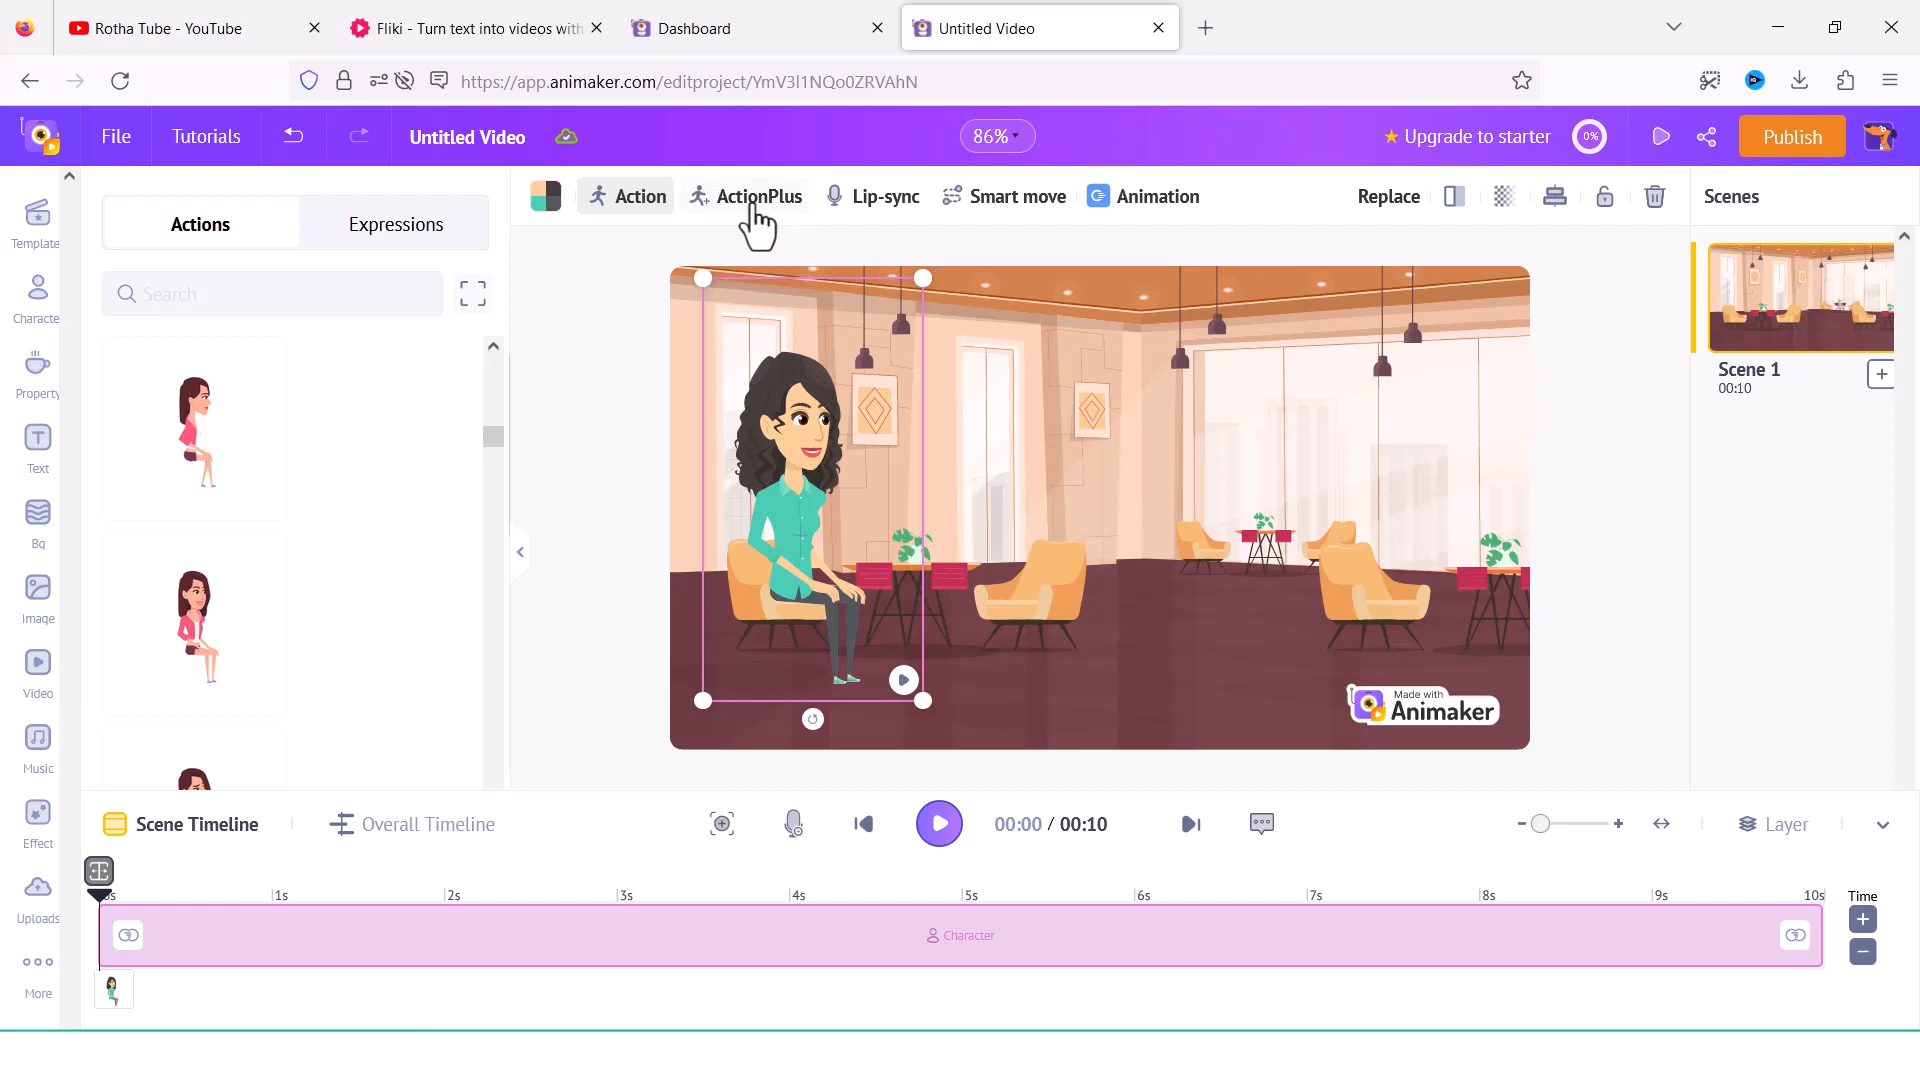 Rotha Tube - YouTube
Fliki - Turn text into videos with
Dashboard
Untitled Video
https://app.animaker.com/editproject/YmV3l1NQo0ZRVAhN
File
Tutorials
Untitled Video
86%
Upgrade to starter
0%
Publish
Action
ActionPlus
Lip-sync
Smart move
Animation
Replace
Scenes
Actions
Expressions
Search
Template
Characte
Property
Text
Bg
Image
Video
Music
Effect
Uploads
More
Made with
Animaker
Scene 1
00:10
Scene Timeline
Overall Timeline
00:00 / 00:10
Layer
0s
1s
2s
3s
4s
5s
6s
7s
8s
9s
10s
Time
Character